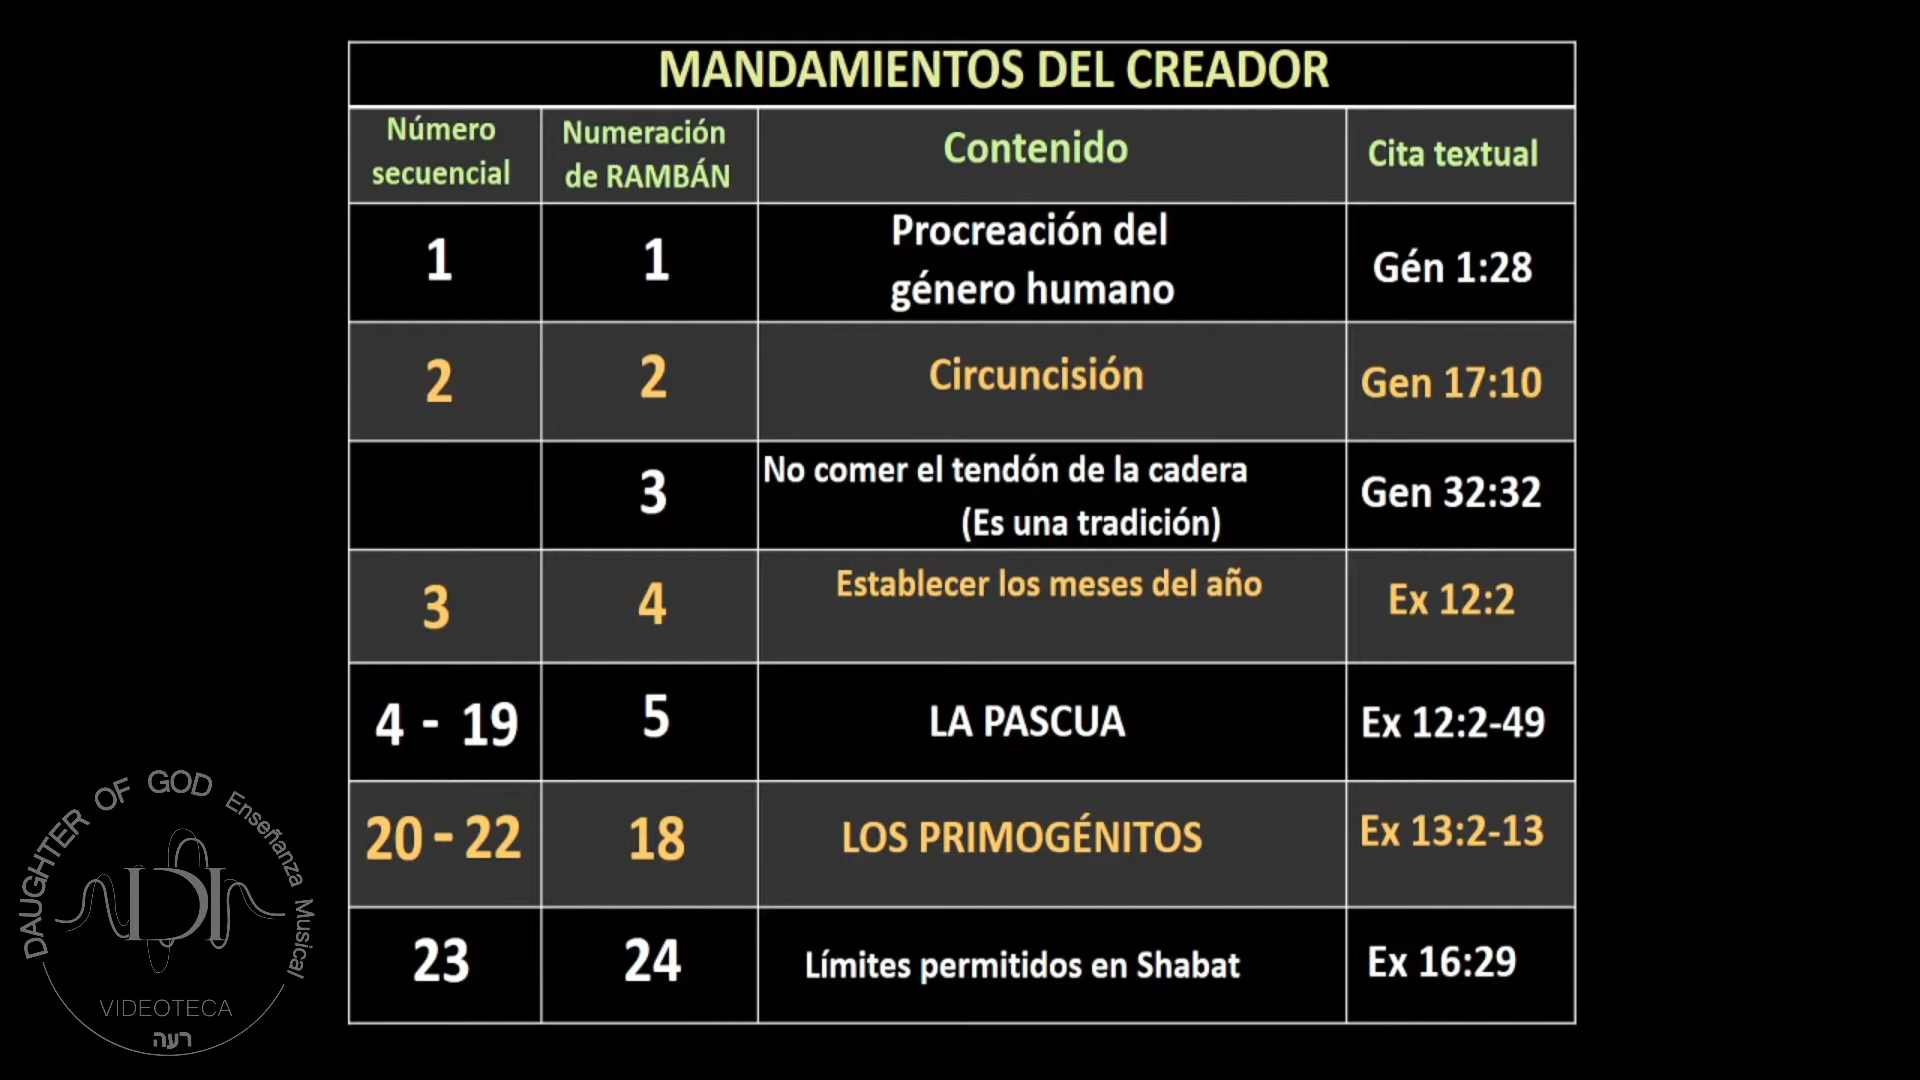 MANDAMIENTOS DEL CREADOR
Número
secuencial
Numeración
de RAMBÁN
Contenido
Cita textual
1
1
Procreación del
género humano
Gén 1:28
2
2
Circuncisión
Gen 17:10
3
No comer el tendón de la cadera
(Es una tradición)
Gen 32:32
3
4
Establecer los meses del año
Ex 12:2
4 - 19
5
LA PASCUA
Ex 12:2-49
20 - 22
18
LOS PRIMOGÉNITOS
Ex 13:2-13
23
24
Límites permitidos en Shabat
Ex 16:29
DAUGHTER OF GOD Enseñanza Musical
VIDEOTECA
רעה